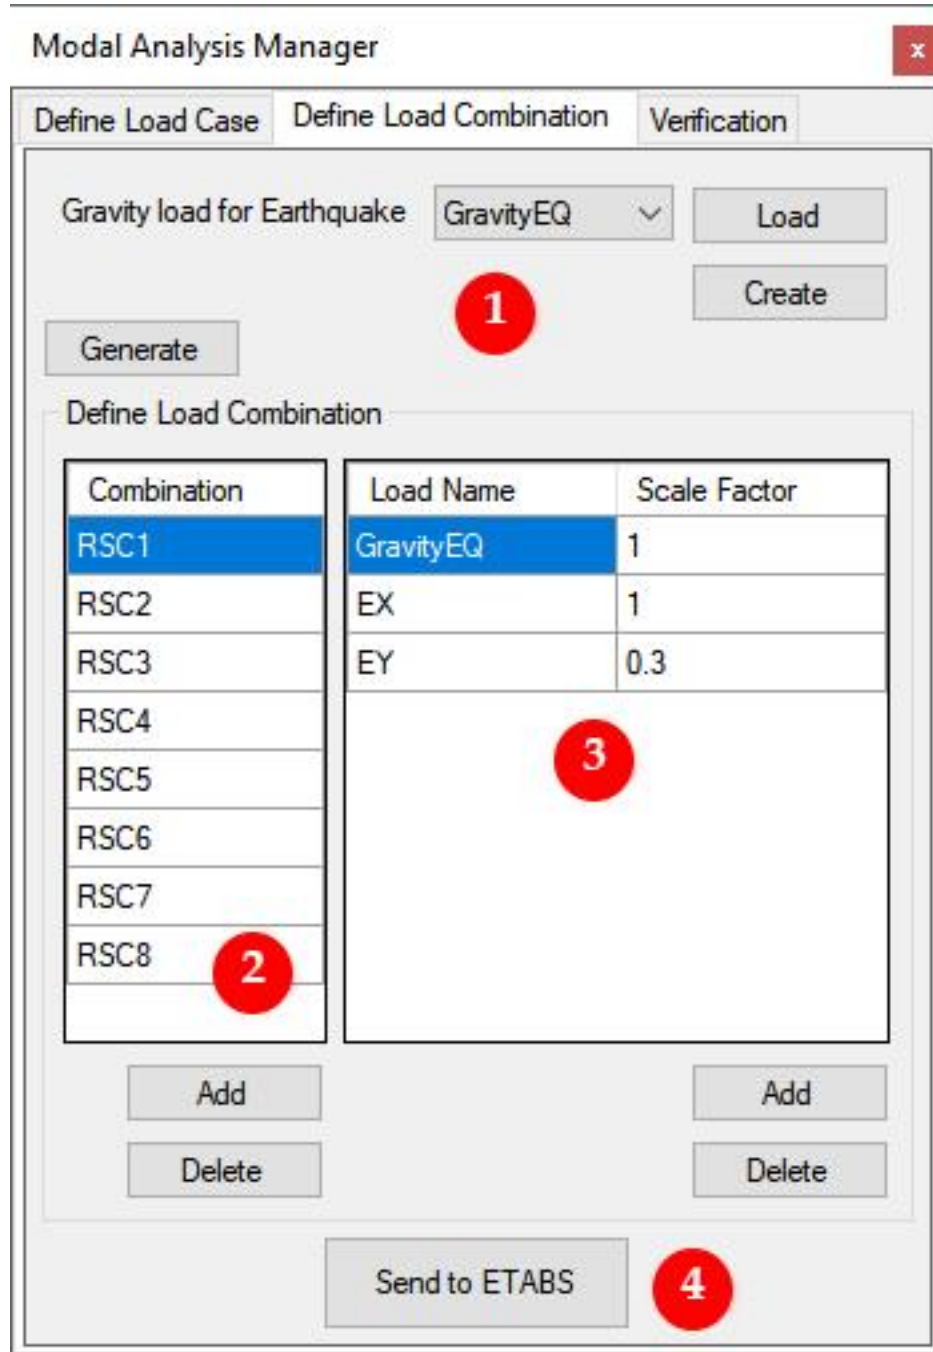 Modal Analysis Manager x
Define Load Case Define Load Combination Verification
Gravity load for Earthquake GravityEQ Load
Create
1
Generate
Define Load Combination
Combination Load Name Scale Factor
RSC1 GravityEQ 1
RSC2 EX 1
RSC3 EY 0.3
RSC4
3
RSC5
RSC6
RSC7
RSC8 2
Add Add
Delete Delete
Send to ETABS 4